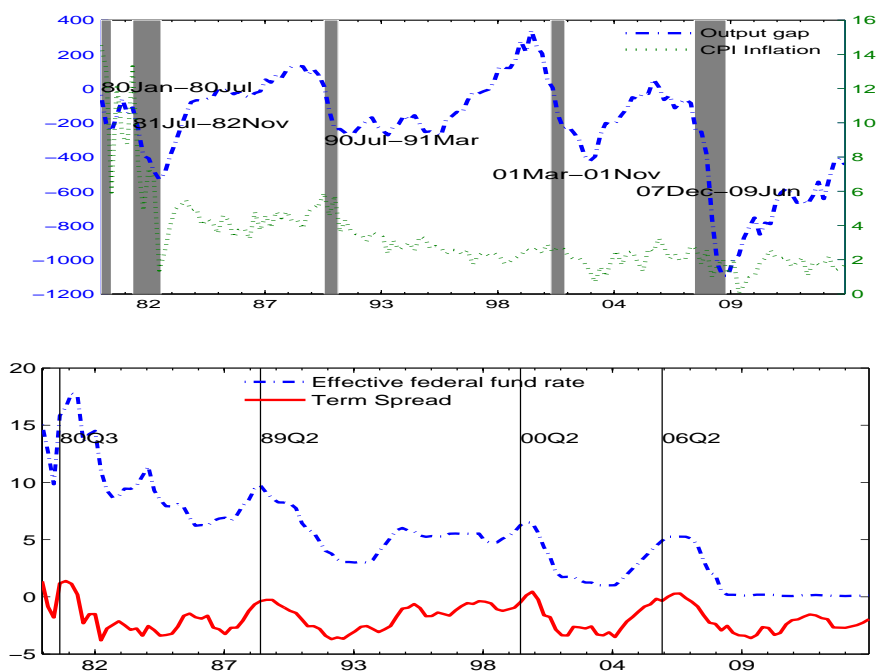 400 16
Output gap
CPI Inflation
200 14
0 12
80Jan−80Jul
−200 10
81Jul−82Nov
90Jul−91Mar
−400 8
01Mar−01Nov
−600 6
07Dec−09Jun
−800 4
−1000 2
−1200 0
82 87 93 98 04 09
20
Effective federal fund rate
Term Spread
15
80Q3 89Q2 00Q2 06Q2
10
5
0
−5
82 87 93 98 04 09